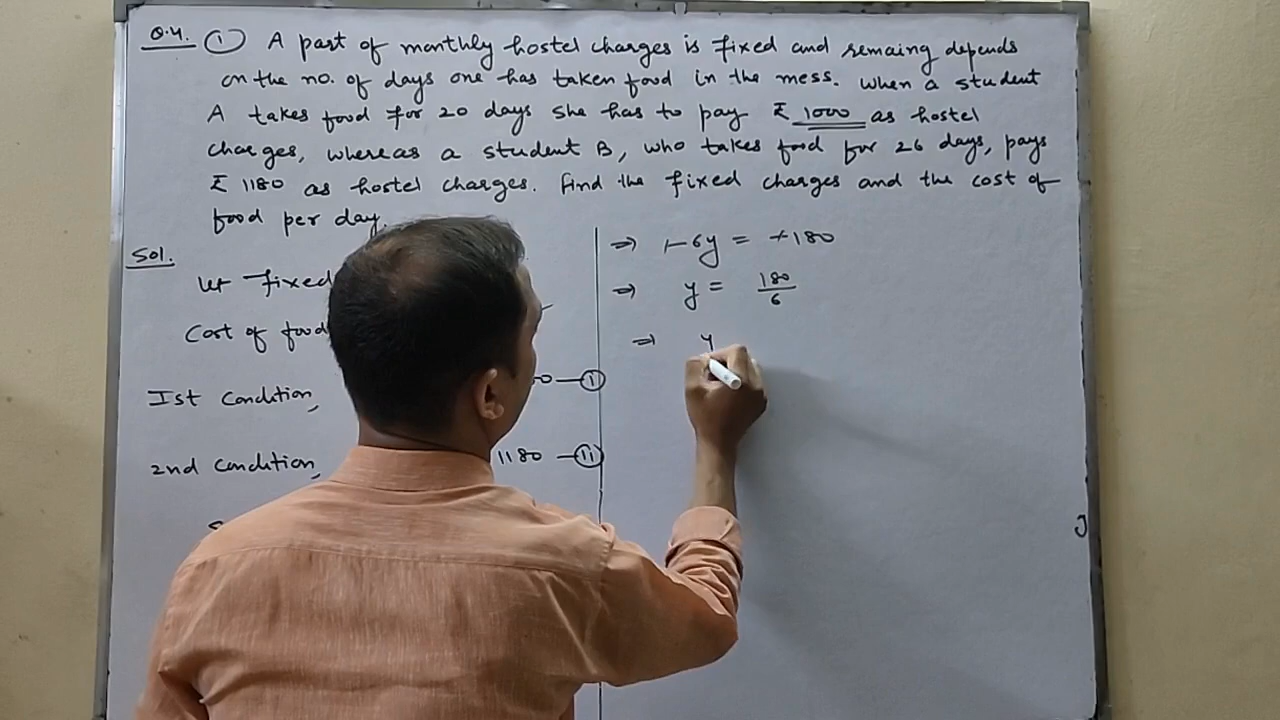 Q.4. ① A part of monthly hostel charges is fixed and remaing depends
on the no. of days one has taken food in the mess. When a student
A takes food for 20 days she has to pay ₹ 1000 as hostel
charges, whereas a student B, who takes food for 26 days, pays
₹ 1180 as hostel charges. Find the fixed charges and the cost of
food per day.
Sol.
Let fixed
Cost of food
Ist Condition,
①
2nd Condition,
1180 — ⑪
⇒ -6y = -180
⇒ y = 180/6
⇒ y